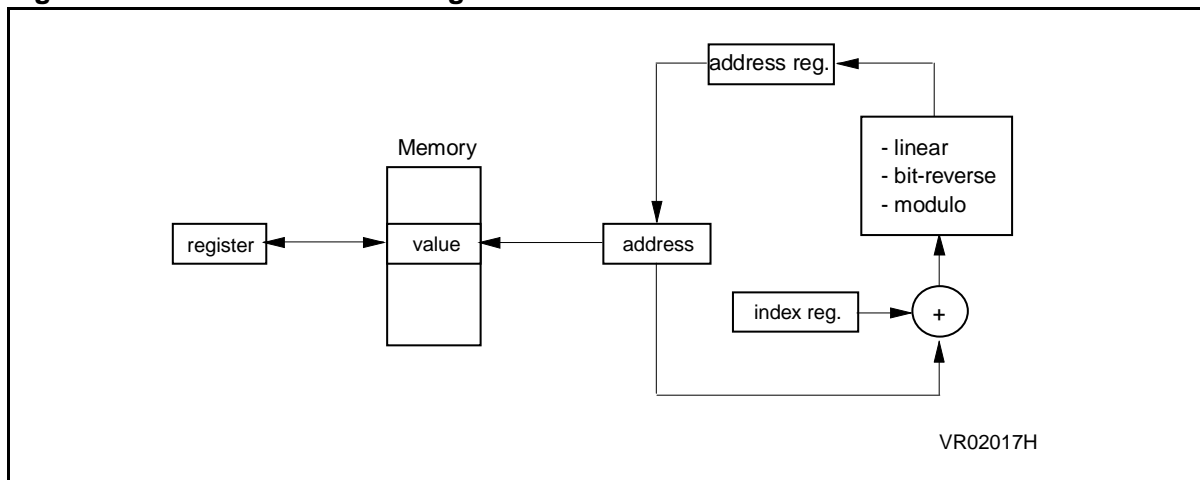 address reg.
- linear
- bit-reverse
- modulo
Memory
register
value
address
index reg.
+
VR02017H